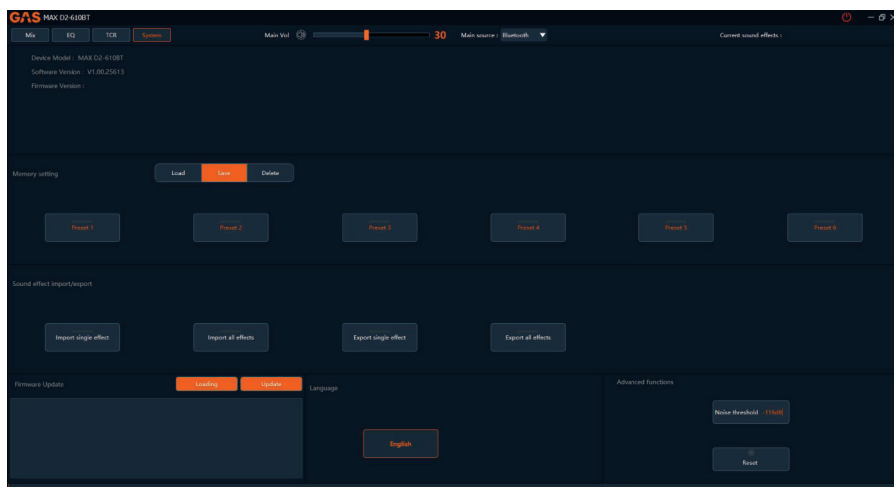 GAS MAX D2-610BT
Mix EQ TCR System Main Vol 30 Main source : Bluetooth Current sound effects :
Device Model : MAX D2-610BT
Software Version : V1.00.25613
Firmware Version :
Memory setting Load Save Delete
Preset 1 Preset 2 Preset 3 Preset 4 Preset 5 Preset 6
Sound effect import/export
Import single effect Import all effects Export single effect Export all effects
Firmware Update Loading Update Language Advanced functions
Noise threshold -118dB
English
Reset